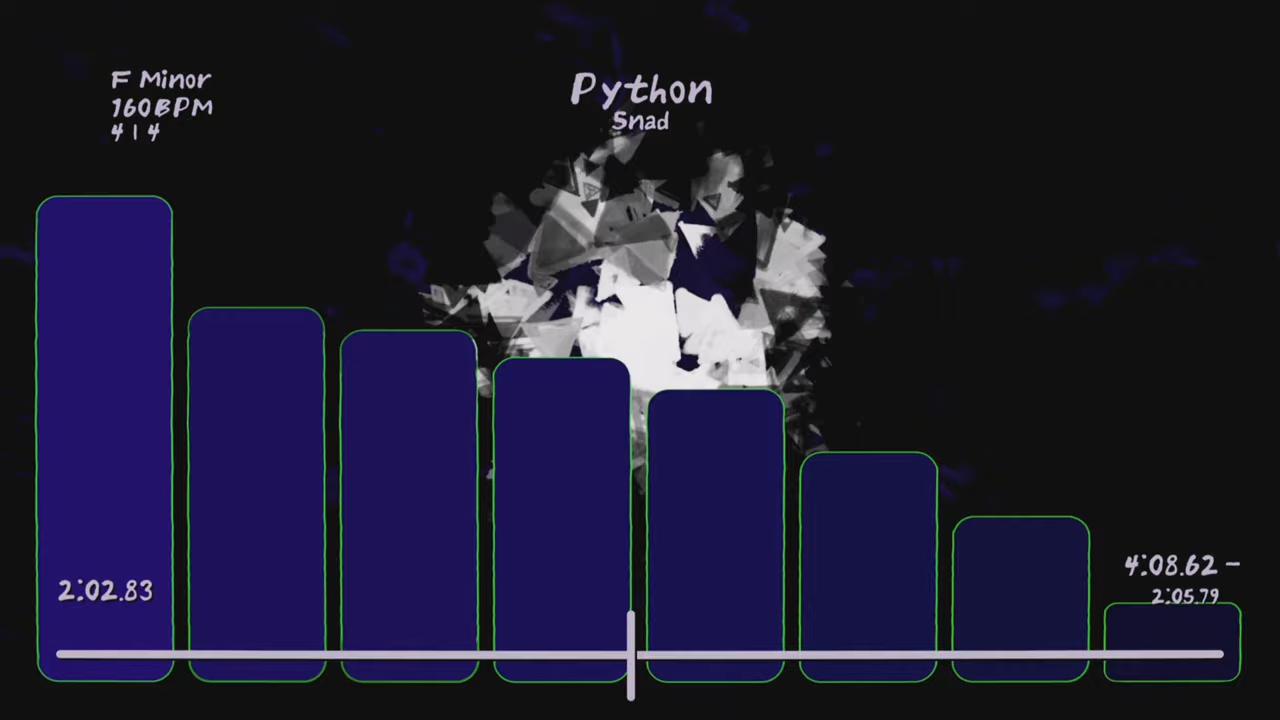 F Minor
160BPM
4|4
Python
Snad
2:02.83
4:08.62 -
2:05.79